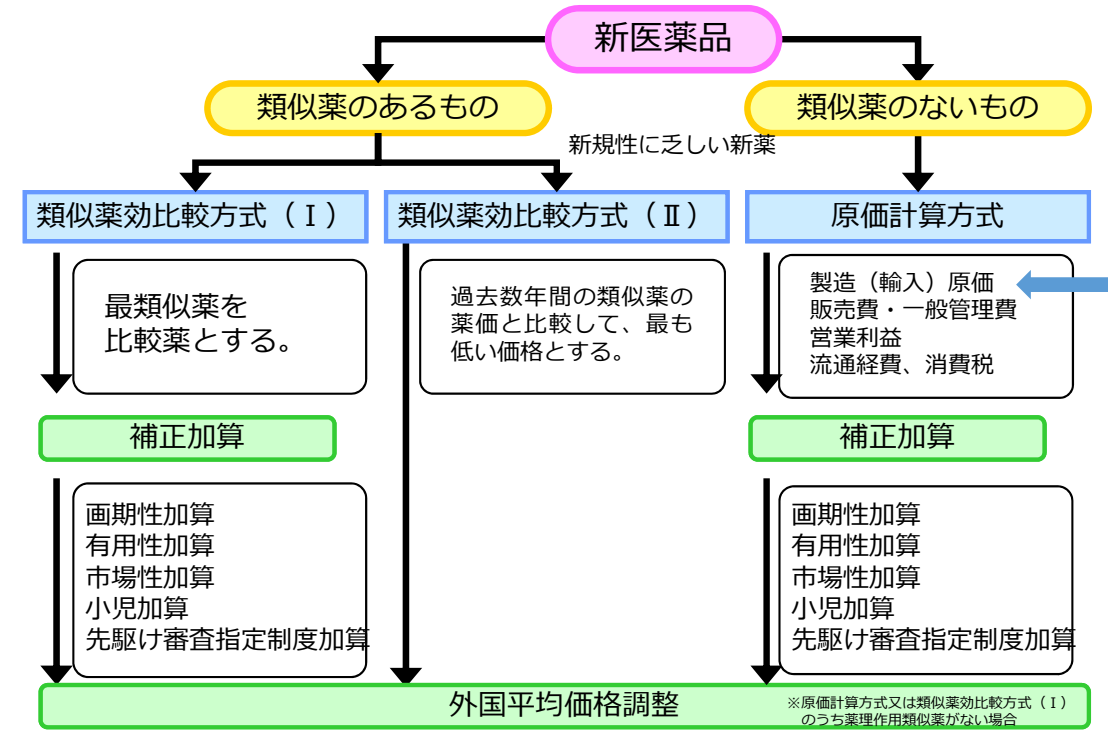 新医薬品
類似薬のあるもの
類似薬のないもの
新規性に乏しい新薬
類似薬効比較方式(Ⅰ)
類似薬効比較方式(Ⅱ)
原価計算方式
最類似薬を
比較薬とする。
過去数年間の類似薬の
薬価と比較して、最も
低い価格とする。
製造(輸入)原価
販売費・一般管理費
営業利益
流通経費、消費税
補正加算
補正加算
画期性加算
有用性加算
市場性加算
小児加算
先駆け審査指定制度加算
画期性加算
有用性加算
市場性加算
小児加算
先駆け審査指定制度加算
外国平均価格調整
※原価計算方式又は類似薬効比較方式(Ⅰ)
のうち薬理作用類似薬がない場合